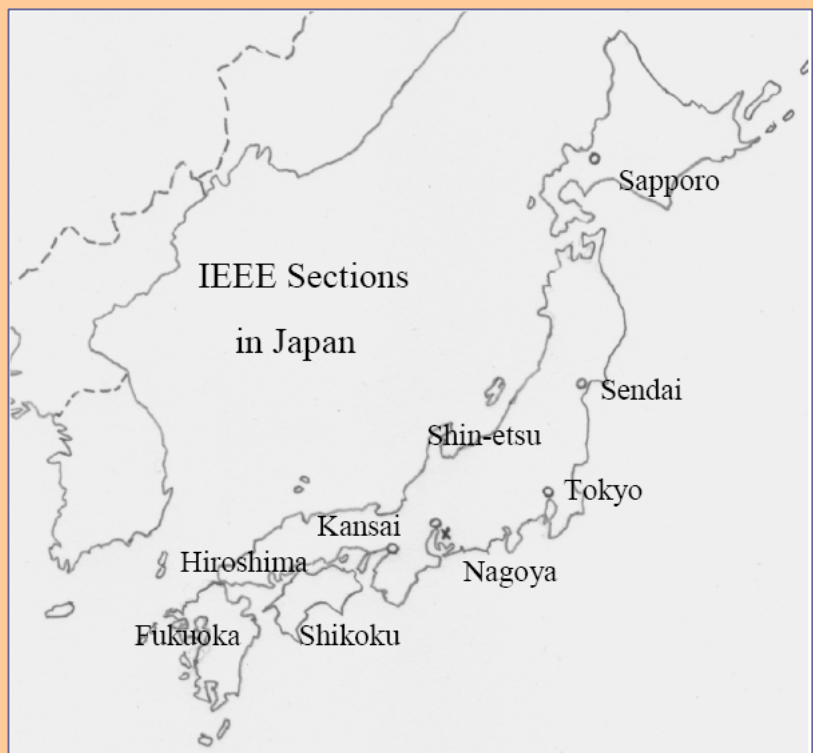 IEEE Sections
in Japan
Sapporo
Sendai
Shin-etsu
Tokyo
Kansai
Hiroshima
Nagoya
Fukuoka
Shikoku